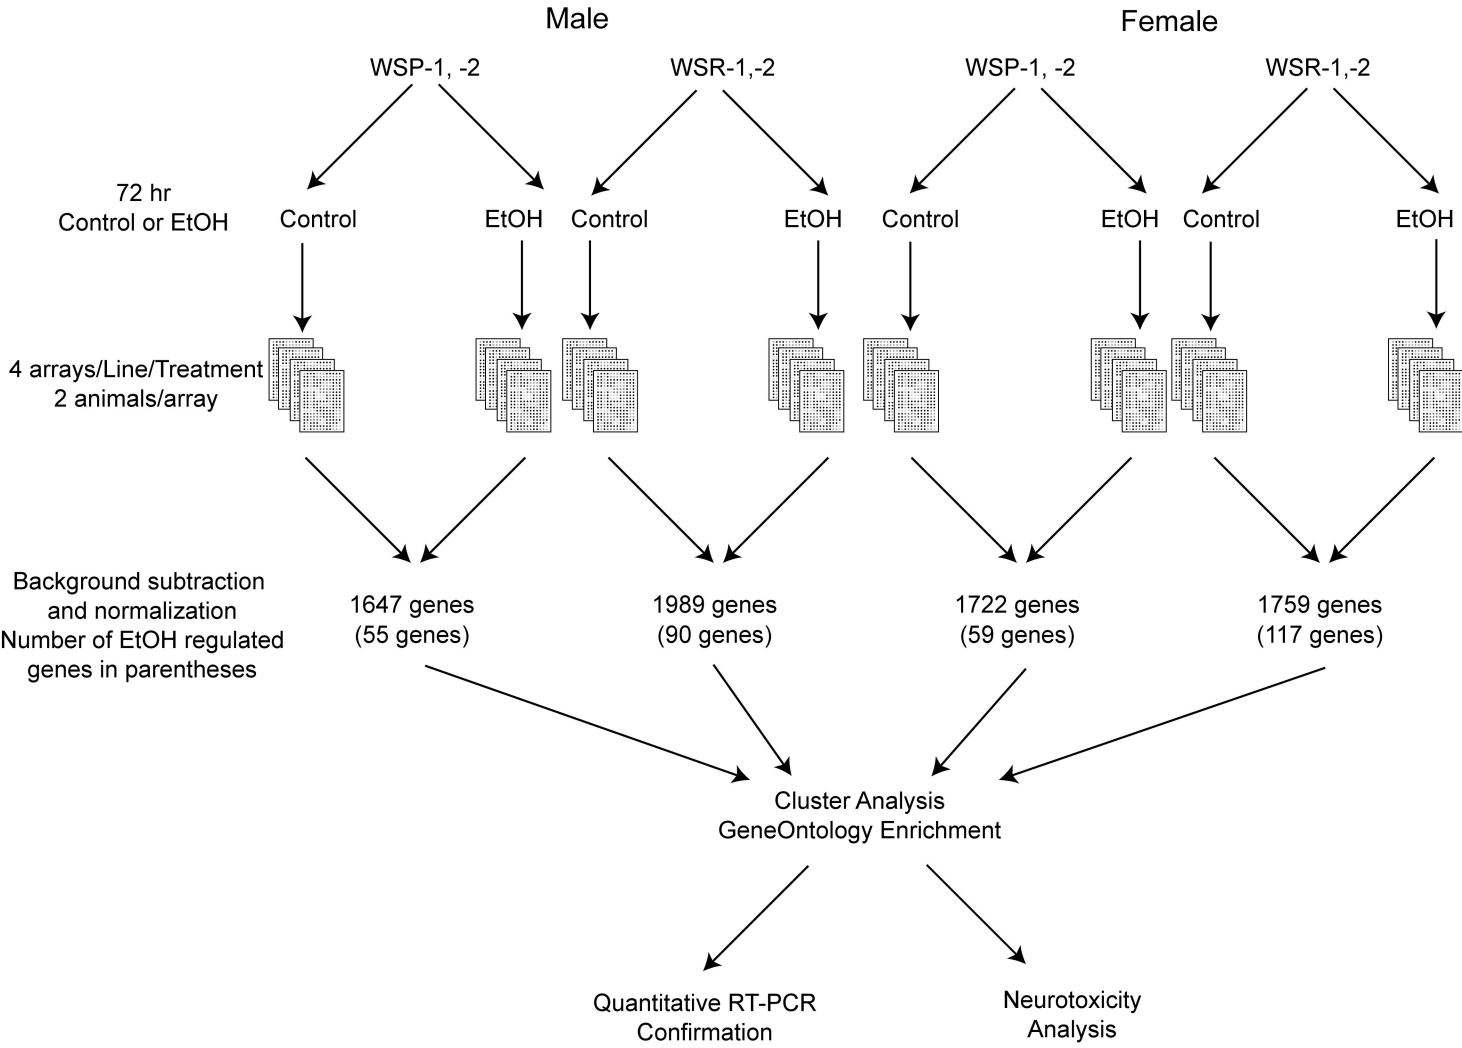 Male
Female
WSP-1, -2
WSR-1,-2
WSP-1, -2
WSR-1,-2
72 hr
Control or EtOH
Control
EtOH
Control
EtOH
Control
EtOH
Control
EtOH
4 arrays/Line/Treatment
2 animals/array
Background subtraction
and normalization
Number of EtOH regulated
genes in parentheses
1647 genes
(55 genes)
1989 genes
(90 genes)
1722 genes
(59 genes)
1759 genes
(117 genes)
Cluster Analysis
GeneOntology Enrichment
Quantitative RT-PCR
Confirmation
Neurotoxicity
Analysis